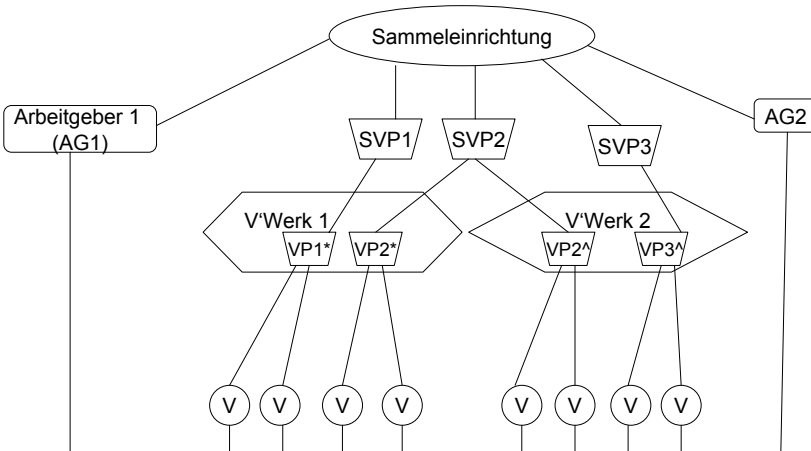 Sammeleinrichtung
Arbeitgeber 1
(AG1)
AG2
SVP1
SVP2
SVP3
V‘Werk 1
V‘Werk 2
VP1*
VP2*
VP2^
VP3^
V
V
V
V
V
V
V
V